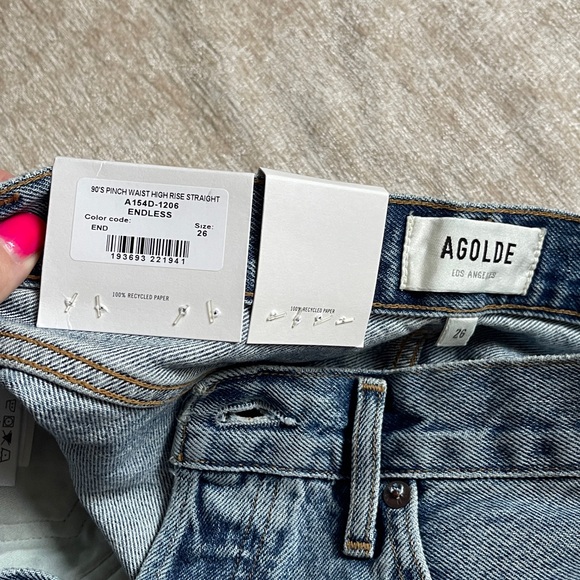 90'S PINCH WAIST HIGH RISE STRAIGHT
A154D-1206
ENDLESS
Color code: Size:
END 26
193693 221941
100% RECYCLED PAPER
100% RECYCLED PAPER
AGOLDE
LOS ANGELES
26